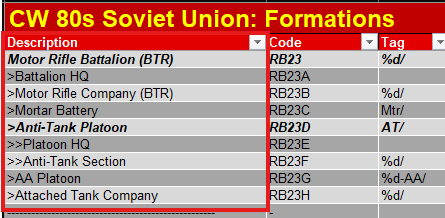 CW 80s Soviet Union: Formations
Description Code Tag
Motor Rifle Battalion (BTR) RB23 %d/
>Battalion HQ RB23A
>Motor Rifle Company (BTR) RB23B %d/
>Mortar Battery RB23C Mtr/
>Anti-Tank Platoon RB23D AT/
>>Platoon HQ RB23E
>>Anti-Tank Section RB23F %d/
>AA Platoon RB23G %d-AA/
>Attached Tank Company RB23H %d/
------------------------------------------------------- -